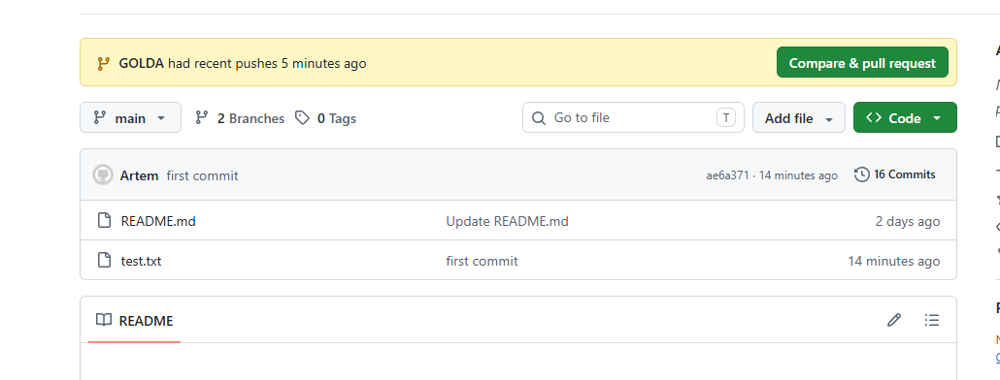 GOLDA had recent pushes 5 minutes ago
Compare & pull request
main
2 Branches
0 Tags
Go to file
T
Add file
Code
Artem first commit
ae6a371 · 14 minutes ago
16 Commits
README.md
Update README.md
2 days ago
test.txt
first commit
14 minutes ago
README